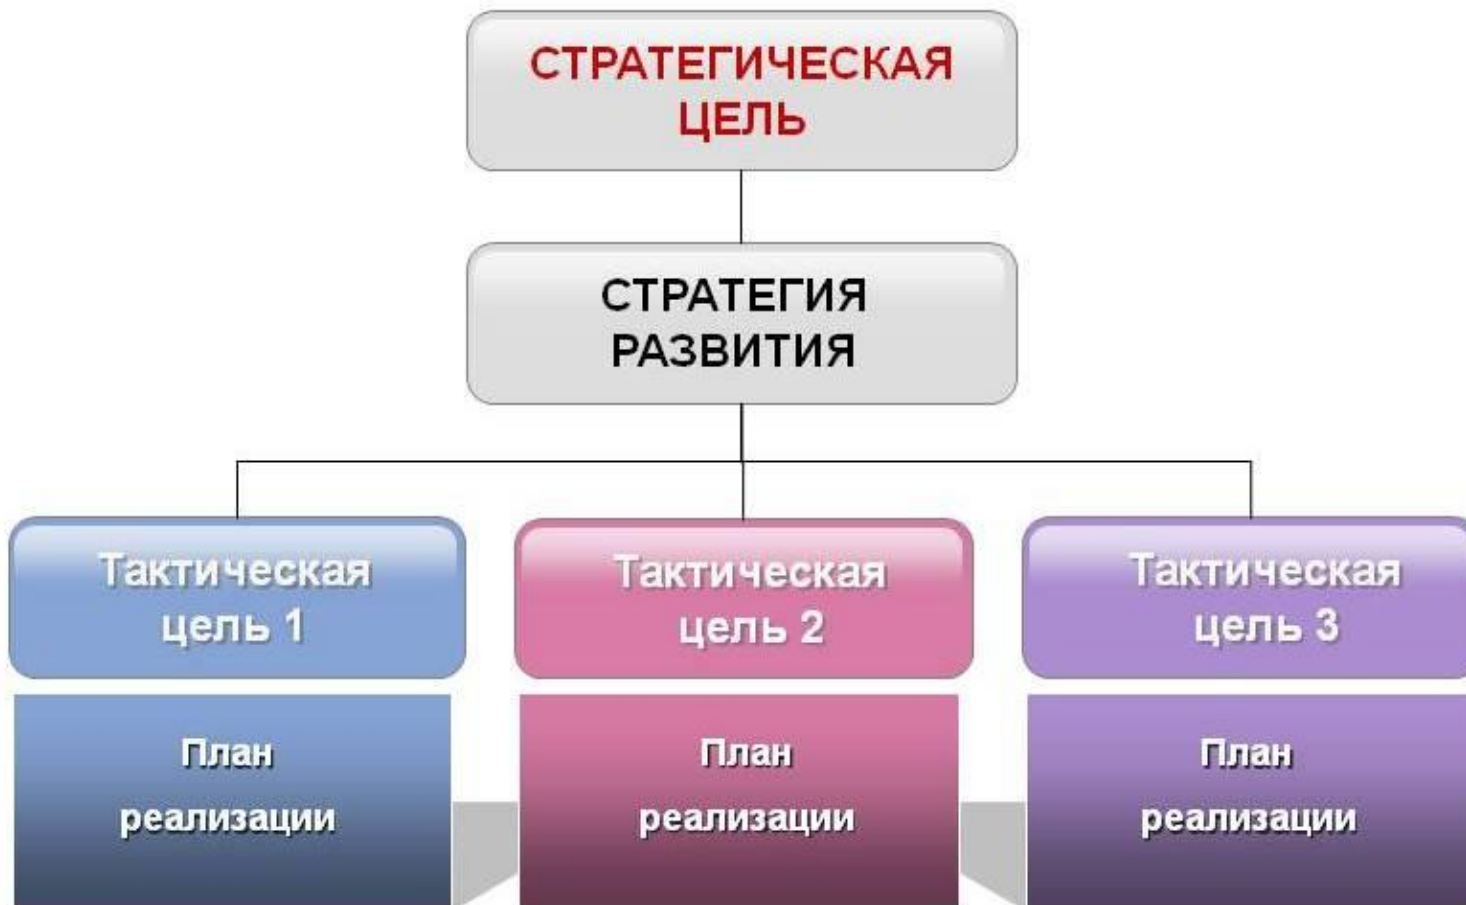 СТРАТЕГИЧЕСКАЯ
ЦЕЛЬ
СТРАТЕГИЯ
РАЗВИТИЯ
Тактическая
цель 1
Тактическая
цель 2
Тактическая
цель 3
План
реализации
План
реализации
План
реализации